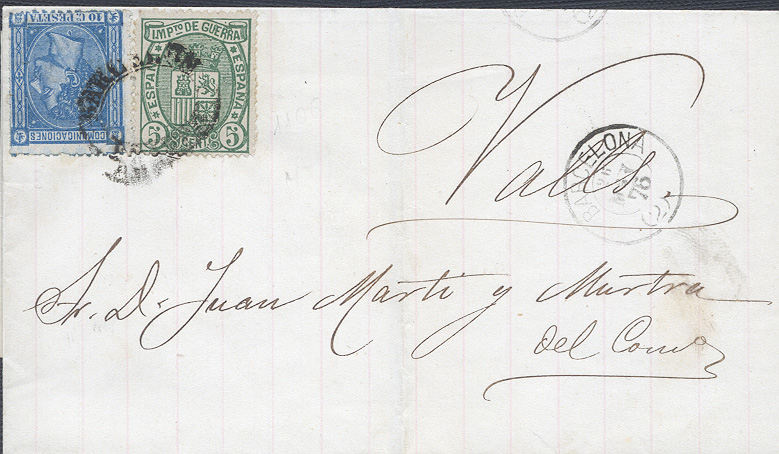 10 C. PESETA
COMUNICACIONES
IMPTO DE GUERRA
ESPAÑA
ESPAÑA
5 CENT. 5
Valls.
BARCELONA
76
Sr. D. Juan Martí y Murtra
del Comº